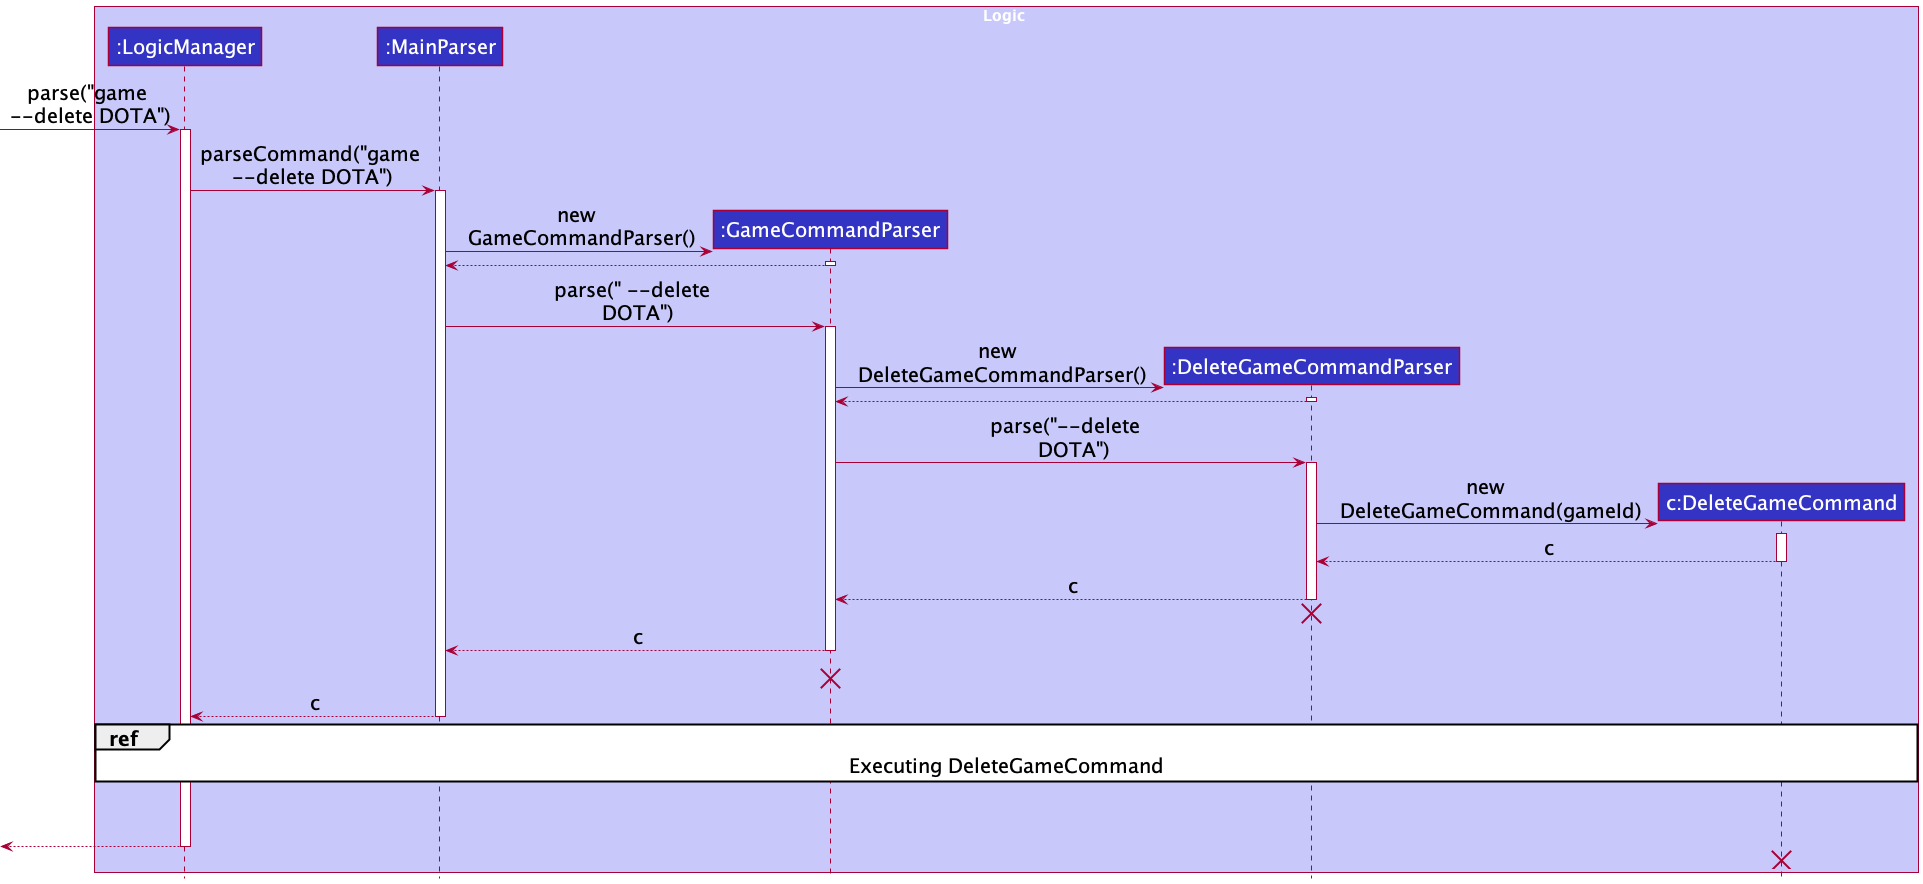 Logic
:LogicManager
:MainParser
parse("game
--delete DOTA")
parseCommand("game
--delete DOTA")
new
GameCommandParser()
:GameCommandParser
parse(" --delete
DOTA")
new
DeleteGameCommandParser()
:DeleteGameCommandParser
parse("--delete
DOTA")
new
DeleteGameCommand(gameId)
c:DeleteGameCommand
c
c
c
c
ref
Executing DeleteGameCommand